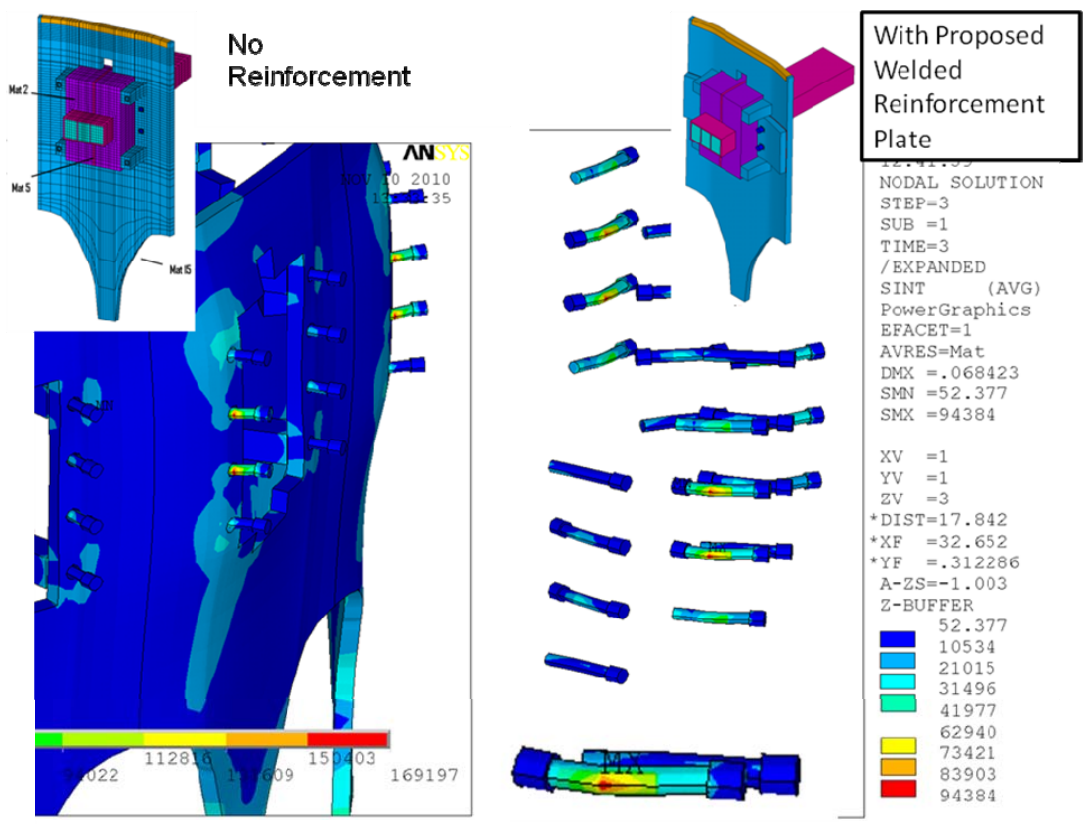 No
Reinforcement
Mat 2
Mat 5
Mat 15
ANSYS
NOV 10 2010
94022
112816
131609
150403
169197
With Proposed
Welded
Reinforcement
Plate
NODAL SOLUTION
STEP=3
SUB =1
TIME=3
/EXPANDED
SINT (AVG)
PowerGraphics
EFACET=1
AVRES=Mat
DMX =.068423
SMN =52.377
SMX =94384
XV =1
YV =1
ZV =3
*DIST=17.842
*XF =32.652
*YF =.312286
A-ZS=-1.003
Z-BUFFER
52.377
10534
21015
31496
41977
62940
73421
83903
94384
MX